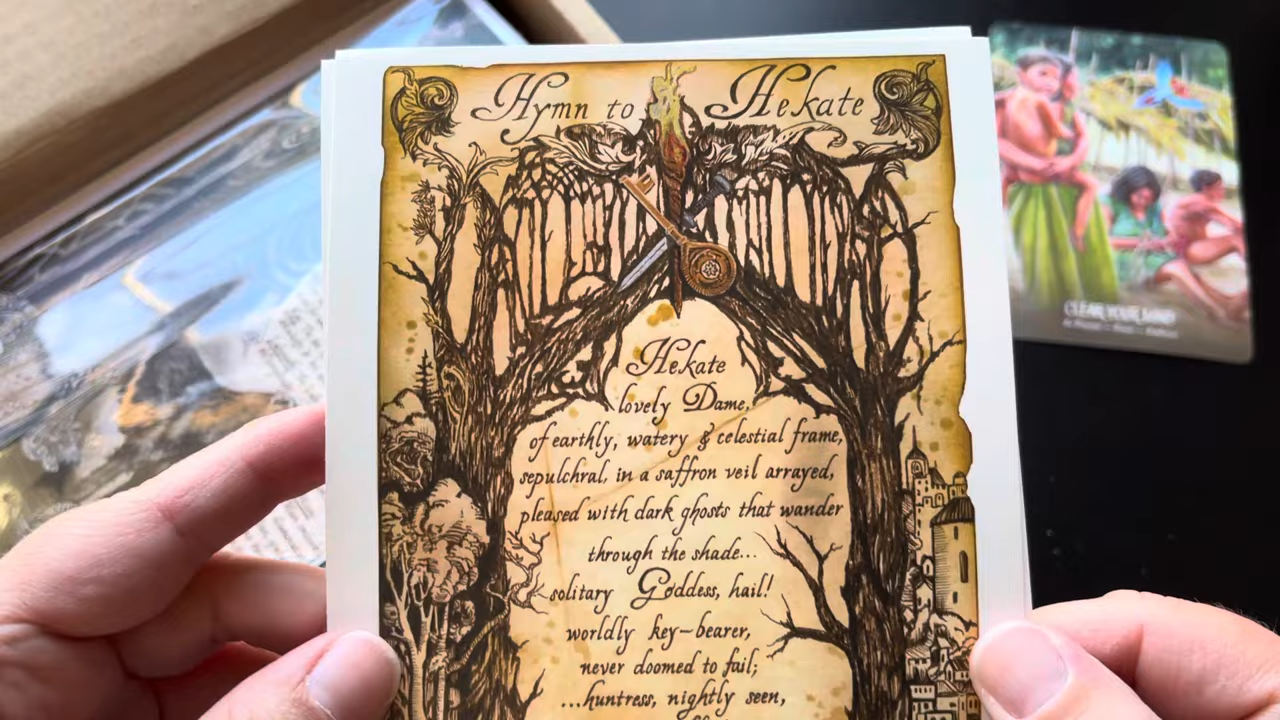 Hymn to Hekate
Hekate
lovely Dame,
of earthly, watery & celestial frame,
sepulchral, in a saffron veil arrayed,
pleased with dark ghosts that wander
through the shade...
solitary Goddess, hail!
worldly key-bearer,
never doomed to fail;
...huntress, nightly seen,
CLEAR YOUR MIND